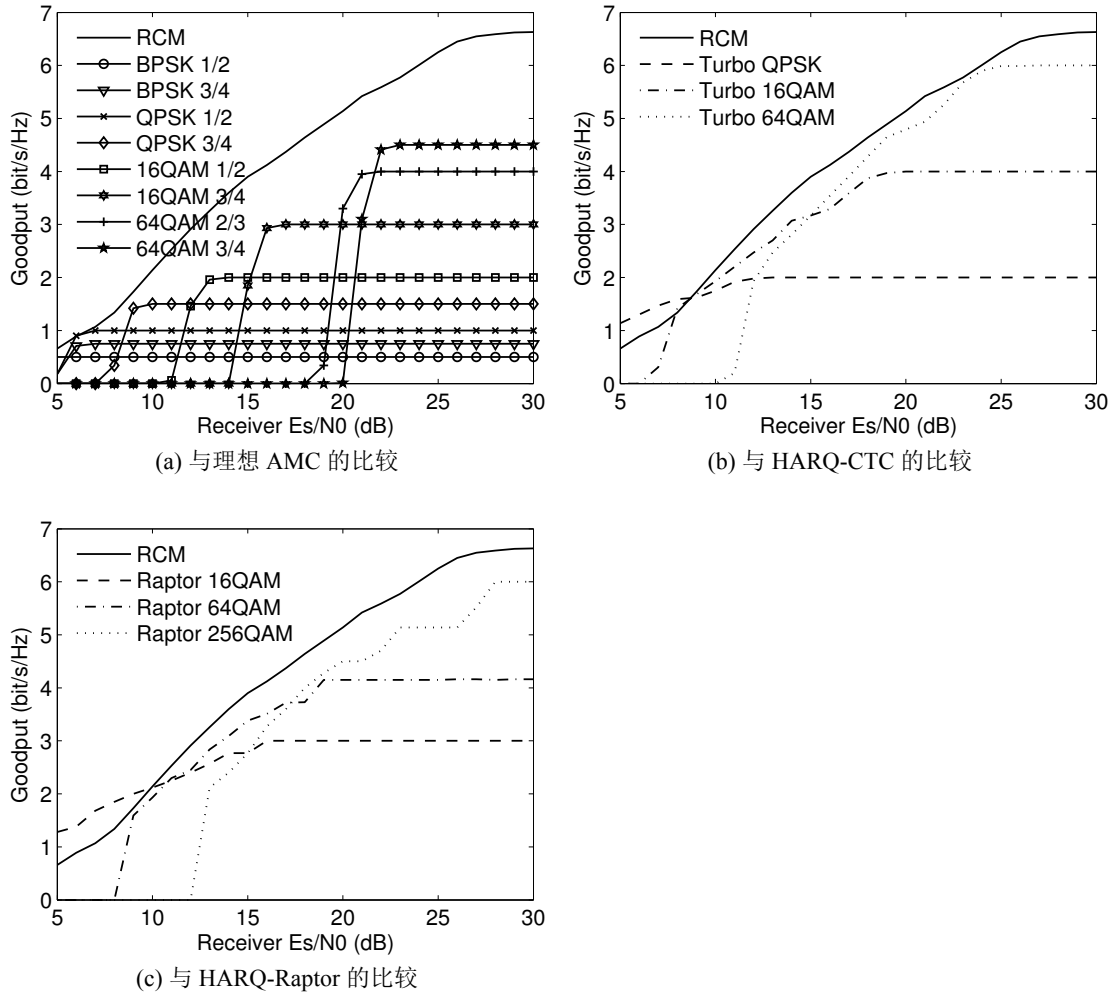 7
6
5
4
3
2
1
0
Goodput (bit/s/Hz)
RCM
BPSK 1/2
BPSK 3/4
QPSK 1/2
QPSK 3/4
16QAM 1/2
16QAM 3/4
64QAM 2/3
64QAM 3/4
5 10 15 20 25 30
Receiver Es/N0 (dB)
(a) 与理想 AMC 的比较
7
6
5
4
3
2
1
0
Goodput (bit/s/Hz)
RCM
Turbo QPSK
Turbo 16QAM
Turbo 64QAM
5 10 15 20 25 30
Receiver Es/N0 (dB)
(b) 与 HARQ-CTC 的比较
7
6
5
4
3
2
1
0
Goodput (bit/s/Hz)
RCM
Raptor 16QAM
Raptor 64QAM
Raptor 256QAM
5 10 15 20 25 30
Receiver Es/N0 (dB)
(c) 与 HARQ-Raptor 的比较